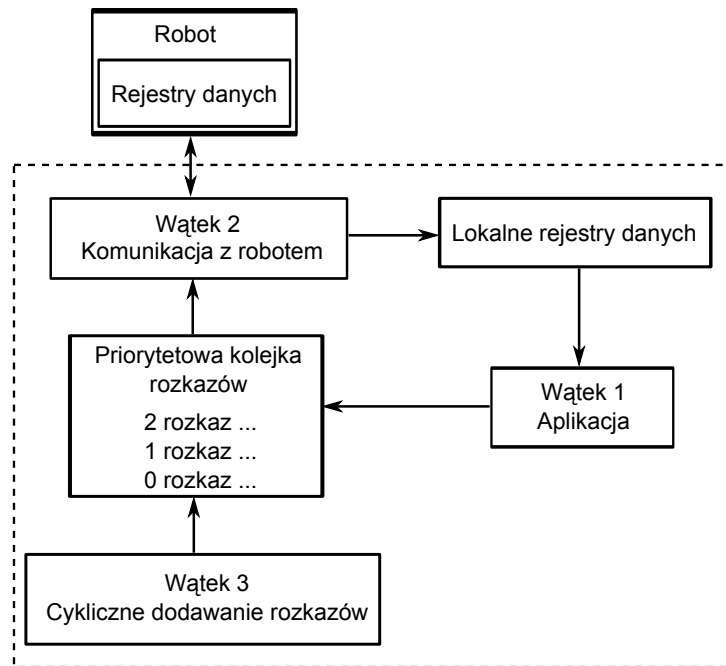 Robot
Rejestry danych
Wątek 2
Komunikacja z robotem
Lokalne rejestry danych
Priorytetowa kolejka
rozkazów
2 rozkaz ...
1 rozkaz ...
0 rozkaz ...
Wątek 1
Aplikacja
Wątek 3
Cykliczne dodawanie rozkazów